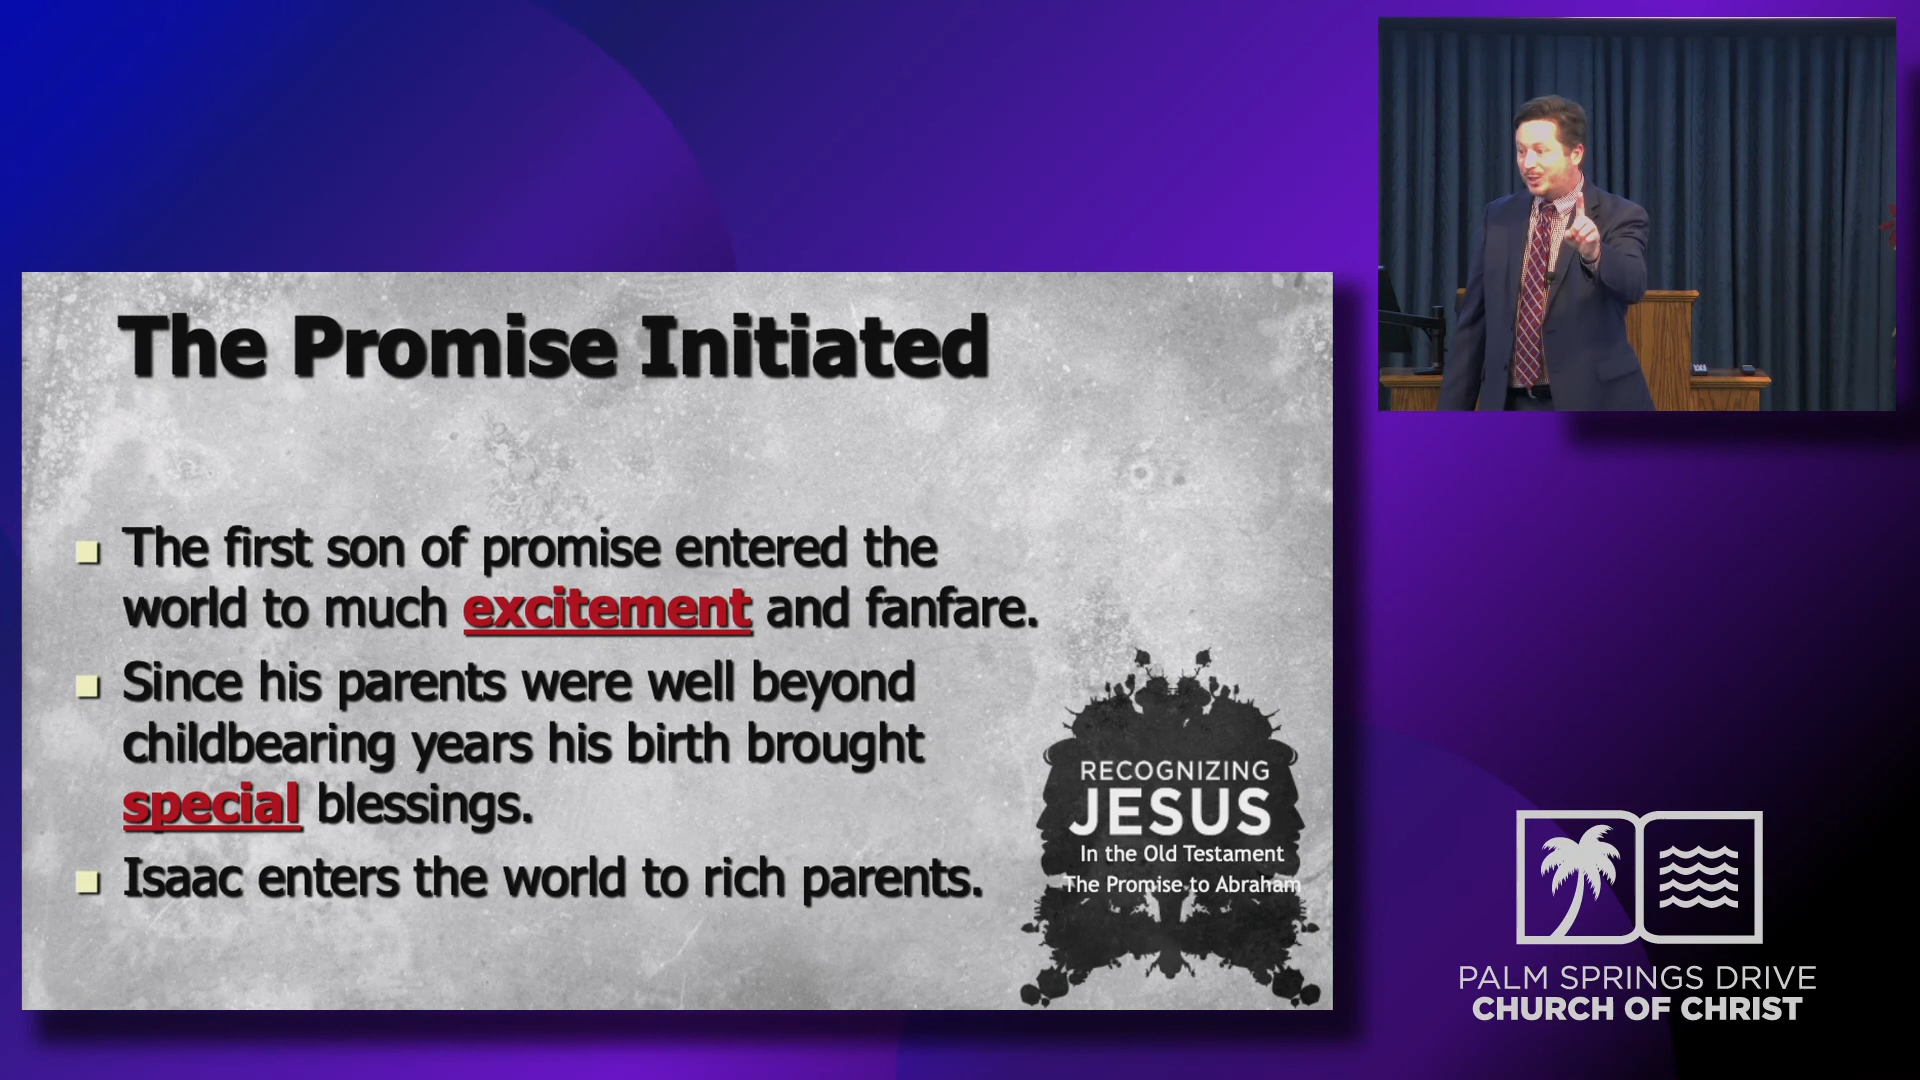 The Promise Initiated
The first son of promise entered the
world to much excitement and fanfare.
Since his parents were well beyond
childbearing years his birth brought
special blessings.
Isaac enters the world to rich parents.
RECOGNIZING
JESUS
In the Old Testament
The Promise to Abraham
PALM SPRINGS DRIVE
CHURCH OF CHRIST